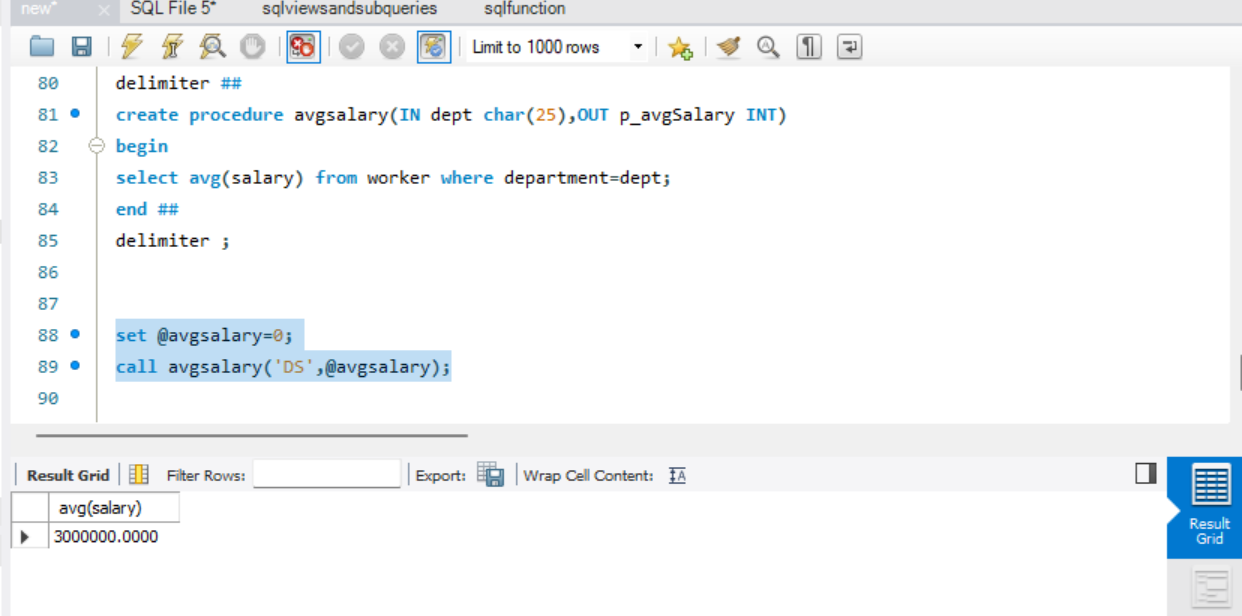 new* SQL File 5* sqlviewsandsubqueries sqlfunction
Limit to 1000 rows
80 delimiter ##
81 create procedure avgsalary(IN dept char(25),OUT p_avgSalary INT)
82 begin
83 select avg(salary) from worker where department=dept;
84 end ##
85 delimiter ;
86
87
88 set @avgsalary=0;
89 call avgsalary('DS',@avgsalary);
90
Result Grid Filter Rows: Export: Wrap Cell Content: IA
avg(salary)
3000000.0000
Result
Grid